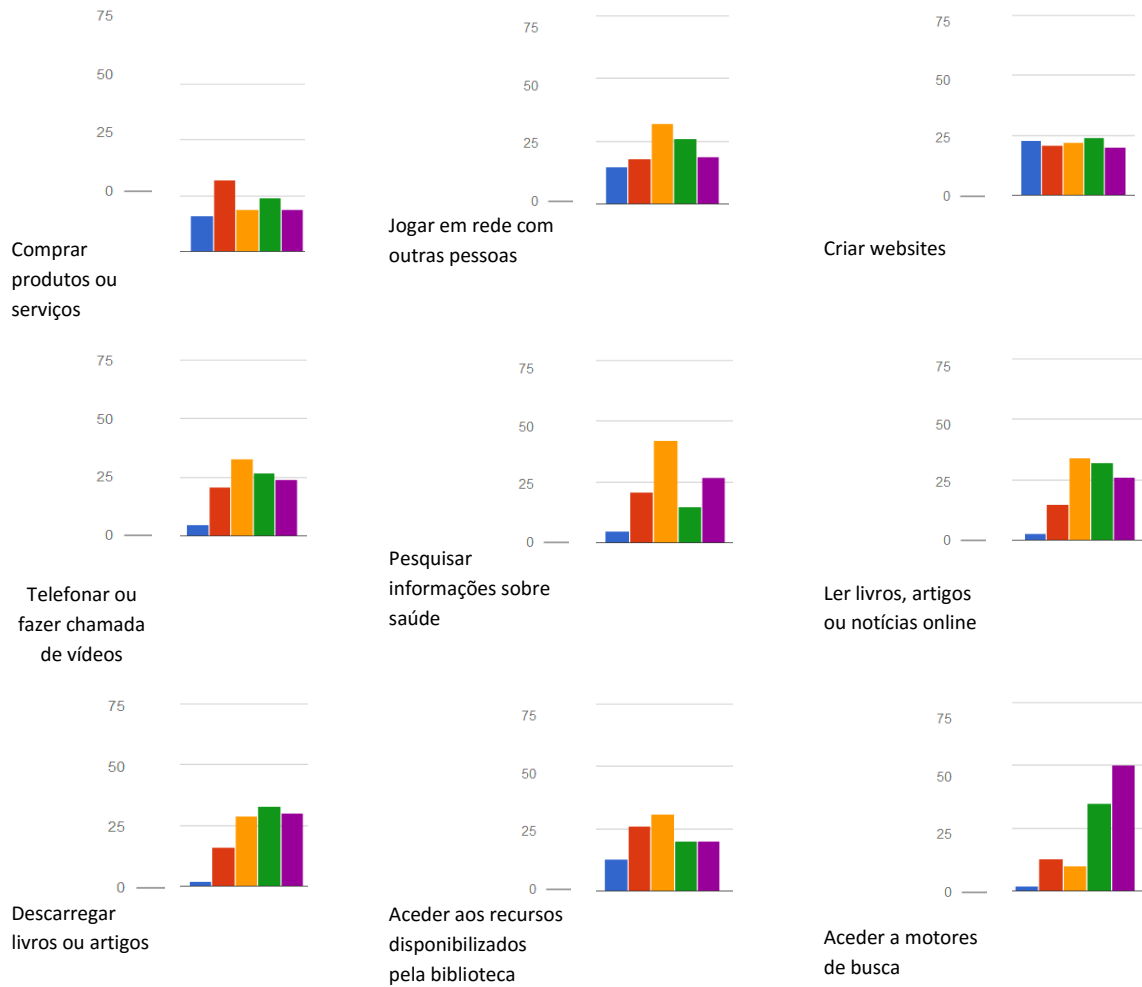 75
50
25
0
Comprar
produtos ou
serviços
75
50
25
0
Jogar em rede com
outras pessoas
75
50
25
0
Criar websites
75
50
25
0
Telefonar ou
fazer chamada
de vídeos
75
50
25
0
Pesquisar
informações sobre
saúde
75
50
25
0
Ler livros, artigos
ou notícias online
75
50
25
0
Descarregar
livros ou artigos
75
50
25
0
Aceder aos recursos
disponibilizados
pela biblioteca
75
50
25
0
Aceder a motores
de busca